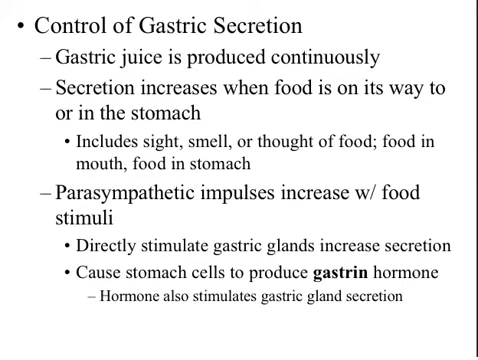 • Control of Gastric Secretion
– Gastric juice is produced continuously
– Secretion increases when food is on its way to
or in the stomach
• Includes sight, smell, or thought of food; food in
mouth, food in stomach
– Parasympathetic impulses increase w/ food
stimuli
• Directly stimulate gastric glands increase secretion
• Cause stomach cells to produce gastrin hormone
– Hormone also stimulates gastric gland secretion